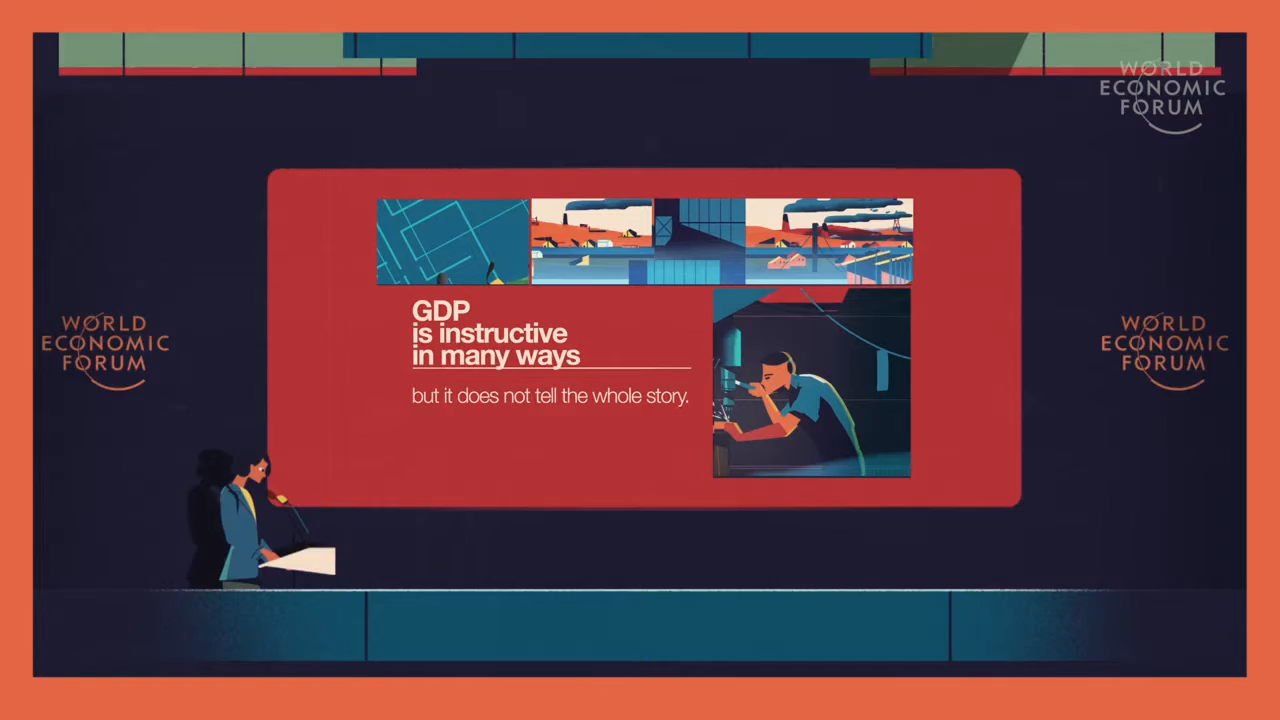 WORLD
ECONOMIC
FORUM
GDP
is instructive
in many ways
but it does not tell the whole story.
WORLD
ECONOMIC
FORUM
WORLD
ECONOMIC
FORUM